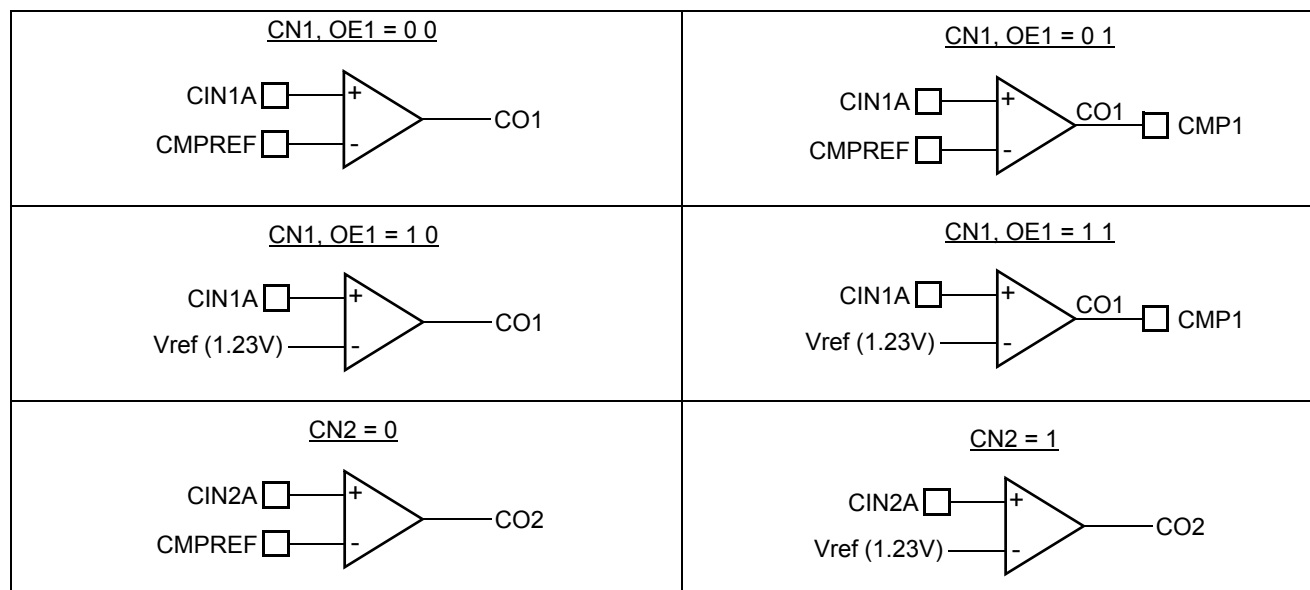 CN1, OE1 = 0 0
CIN1A
+
CO1
CMPREF
-
CN1, OE1 = 0 1
CIN1A
+
CO1
CMP1
CMPREF
-
CN1, OE1 = 1 0
CIN1A
+
CO1
Vref (1.23V)
-
CN1, OE1 = 1 1
CIN1A
+
CO1
CMP1
Vref (1.23V)
-
CN2 = 0
CIN2A
+
CO2
CMPREF
-
CN2 = 1
CIN2A
+
CO2
Vref (1.23V)
-